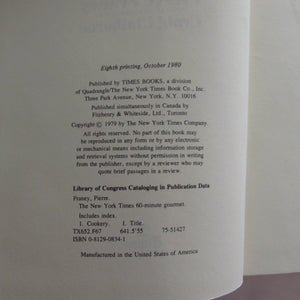 Eighth printing, October 1980
Published by TIMES BOOKS, a division
of Quadrangle/The New York Times Book Co., Inc.
Three Park Avenue, New York, N.Y. 10016
Published simultaneously in Canada by
Fitzhenry & Whiteside, Ltd., Toronto
Copyright © 1979 by The New York Times Company.
All rights reserved. No part of this book may be
reproduced in any form or by any electronic or
mechanical means including information storage
and retrieval systems without permission in writing
from the publisher, except by a reviewer who may
quote brief passages in a review.
Library of Congress Cataloging in Publication Data
Franey, Pierre.
The New York Times 60-minute gourmet.
Includes index.
1. Cookery. I. Title.
TX652.F67 641.5'55 75-51427
ISBN 0-8129-0834-1
Manufactured in the United States of America